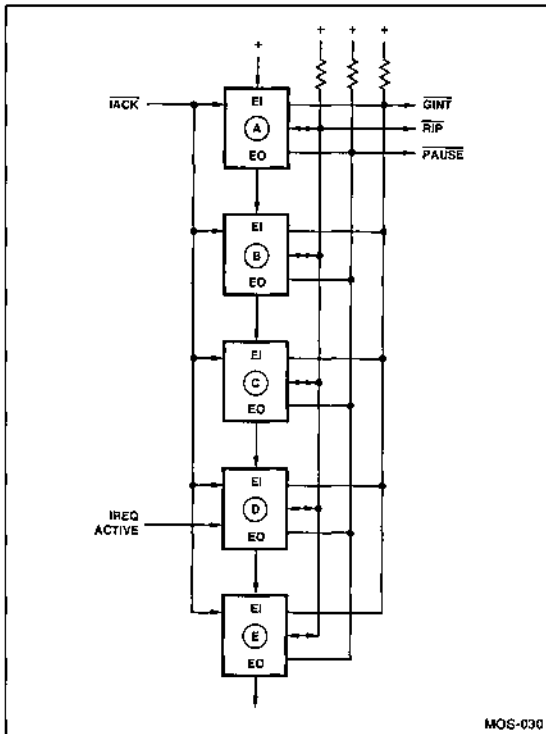 + + + +
IACK EI GINT
A RIP
EO PAUSE
EI
B
EO
EI
C
EO
EI
IREQ D
ACTIVE EO
EI
E
EO
MOS-030